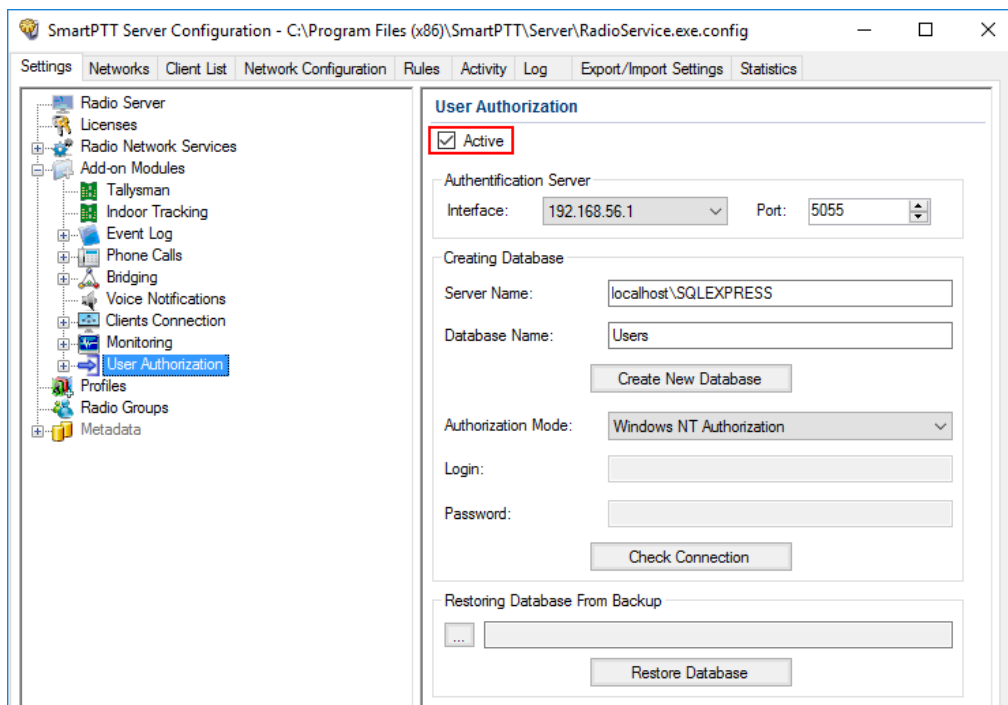 SmartPTT Server Configuration - C:\Program Files (x86)\SmartPTT\Server\RadioService.exe.config
Settings Networks Client List Network Configuration Rules Activity Log Export/Import Settings Statistics
Radio Server
Licenses
Radio Network Services
Add-on Modules
Tallysman
Indoor Tracking
Event Log
Phone Calls
Bridging
Voice Notifications
Clients Connection
Monitoring
User Authorization
Profiles
Radio Groups
Metadata
User Authorization
Active
Authentification Server
Interface: 192.168.56.1 Port: 5055
Creating Database
Server Name: localhost\SQLEXPRESS
Database Name: Users
Create New Database
Authorization Mode: Windows NT Authorization
Login:
Password:
Check Connection
Restoring Database From Backup
...
Restore Database